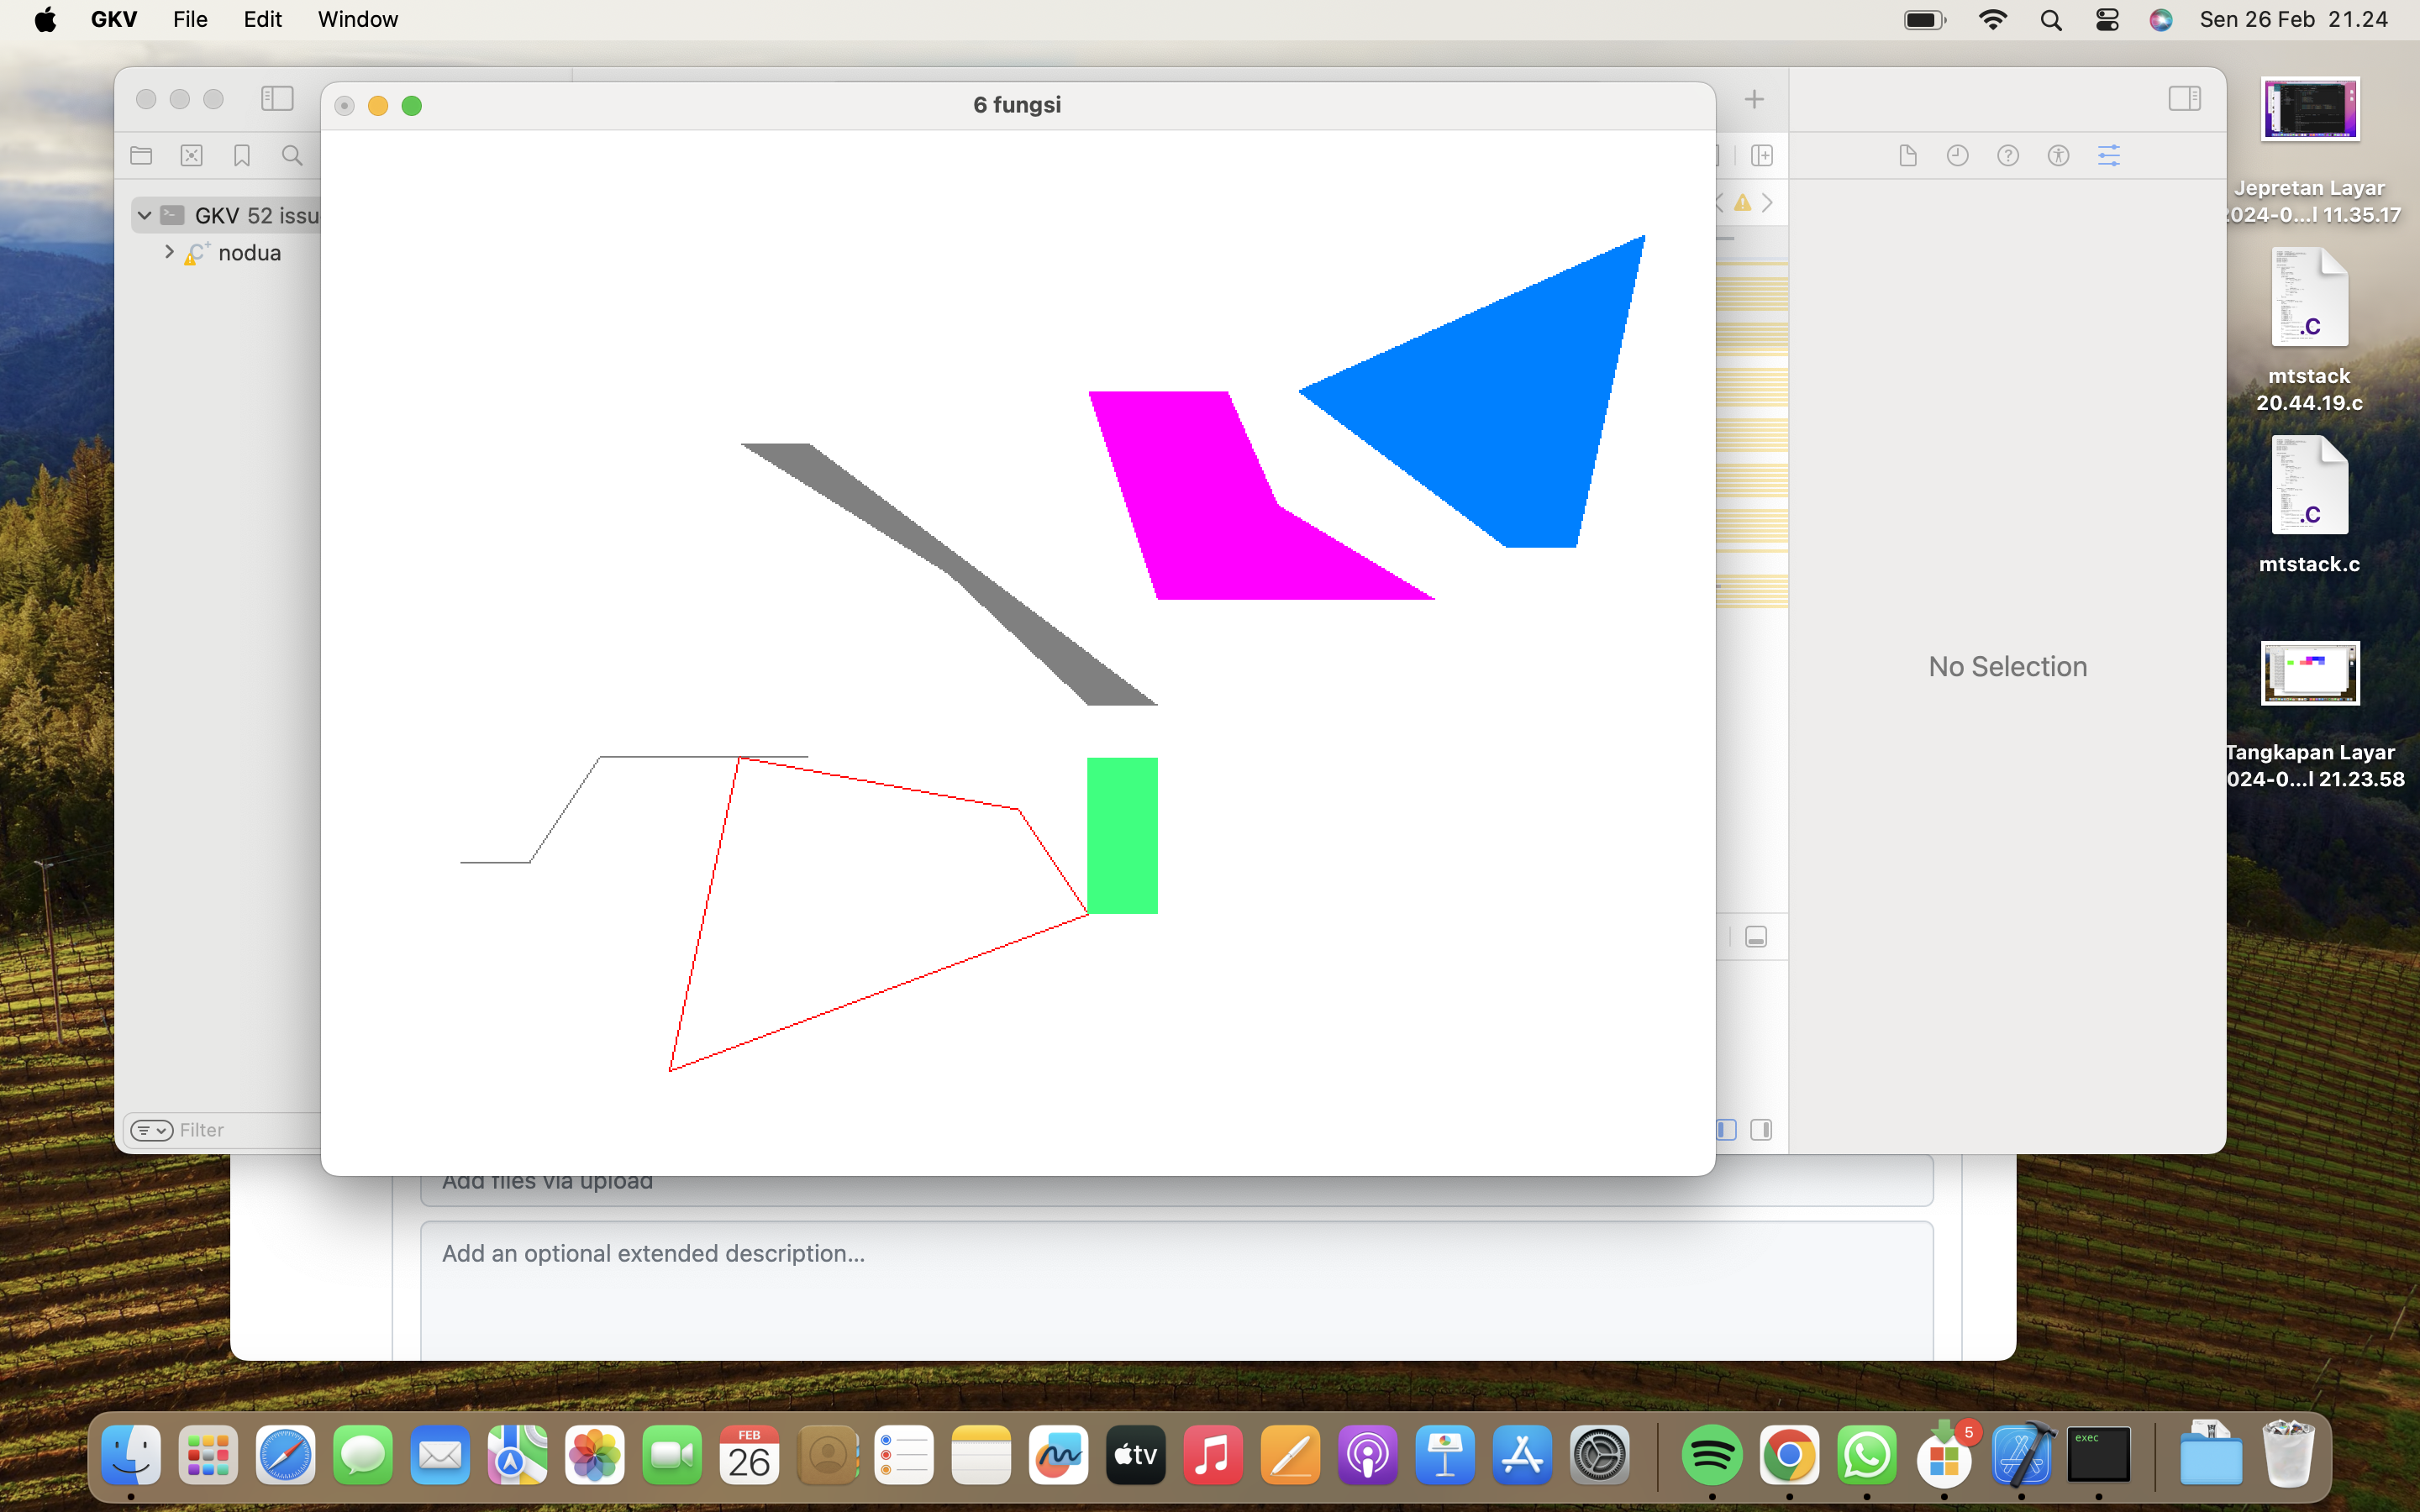 GKV File Edit Window Sen 26 Feb 21.24
6 fungsi
GKV 52 issu
nodua
No Selection
Filter
Add files via upload
Add an optional extended description...
Jepretan Layar
2024-0...l 11.35.17
.C
mtstack
20.44.19.c
.C
mtstack.c
Tangkapan Layar
024-0...l 21.23.58
FEB
26
tv
5
exec